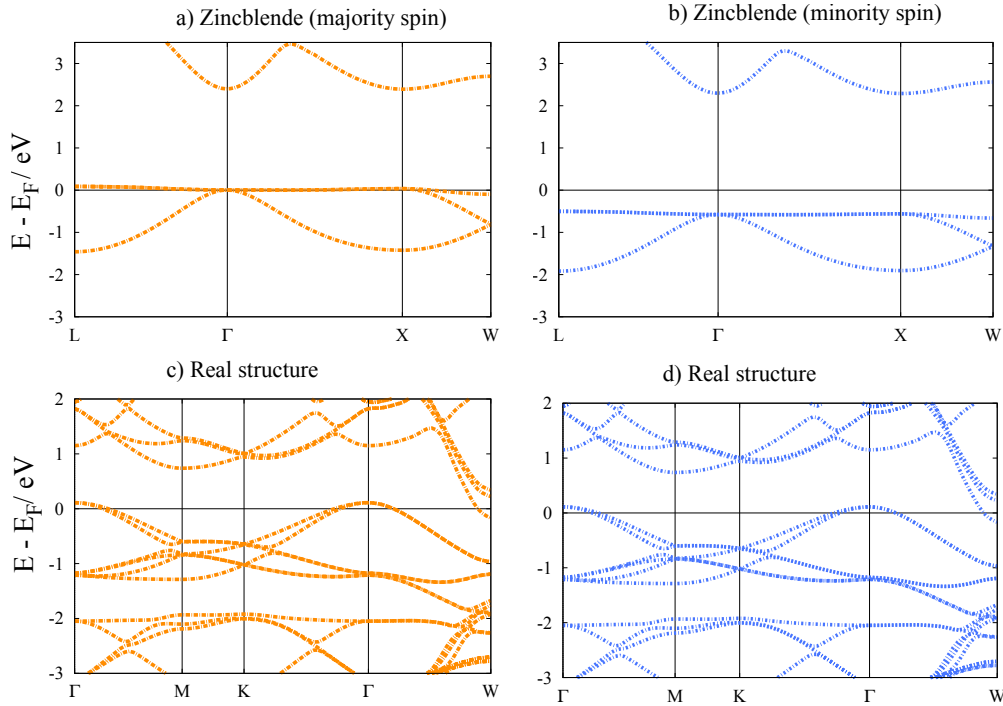 a) Zincblende (majority spin)
b) Zincblende (minority spin)
E - E_F / eV
3
2
1
0
-1
-2
-3
L Γ X W
3
2
1
0
-1
-2
-3
L Γ X W
c) Real structure
d) Real structure
E - E_F / eV
2
1
0
-1
-2
-3
Γ M K Γ W
2
1
0
-1
-2
-3
Γ M K Γ W